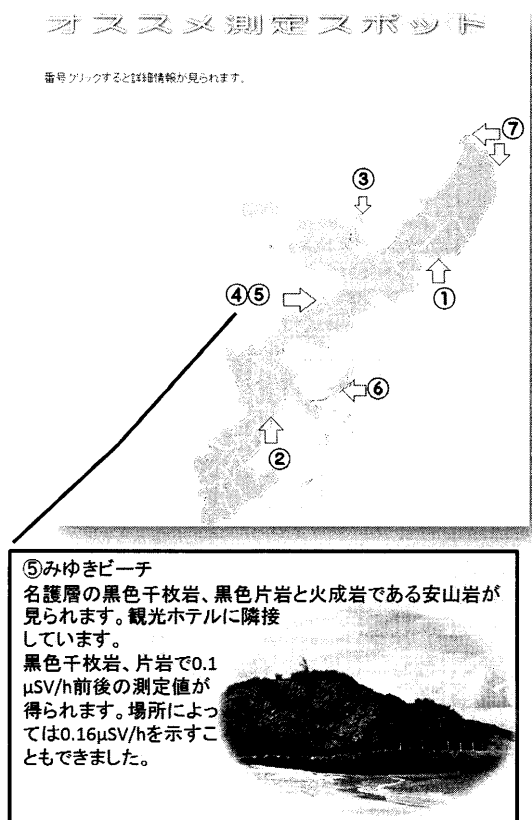 オススメ測定スポット
番号クリックすると詳細情報が見られます。
⑦
③
④⑤
①
⑥
②
⑤みゆきビーチ
名護層の黒色千枚岩、黒色片岩と火成岩である安山岩が
見られます。観光ホテルに隣接
しています。
黒色千枚岩、片岩で0.1
μSV/h前後の測定値が
得られます。場所によっ
ては0.16μSV/hを示すこ
ともできました。